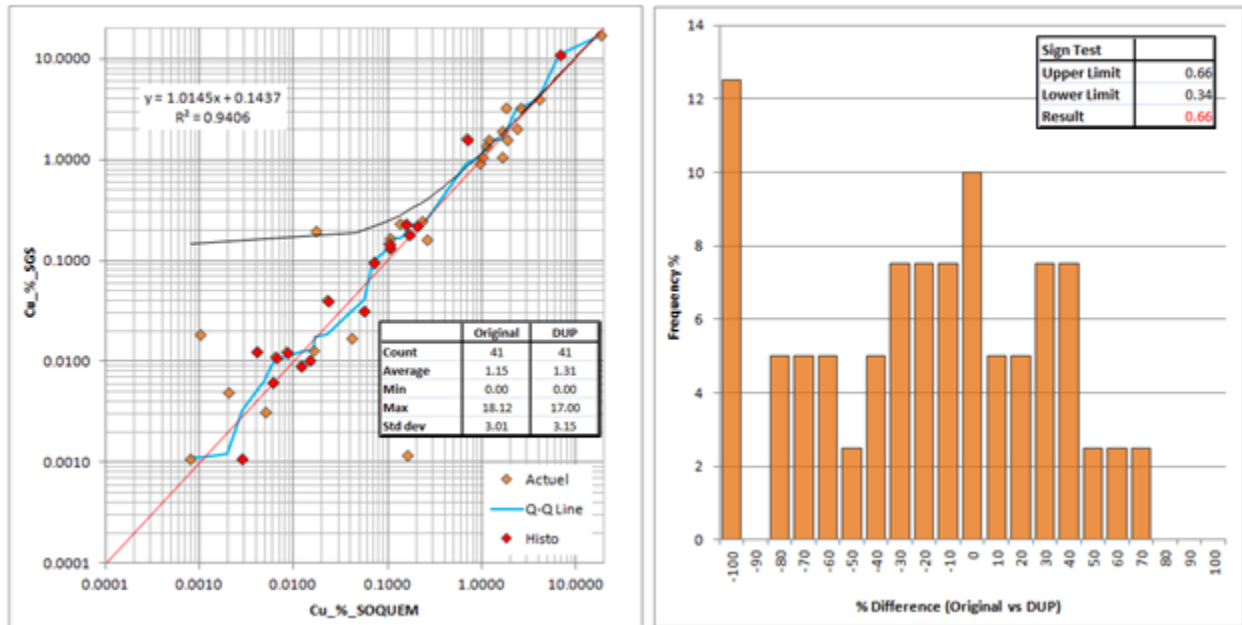 10.0000
1.0000
0.1000
0.0100
0.0010
0.0001
Cu_%_SGS
y = 1.0145x + 0.1437
R² = 0.9406
Original DUP
Count 41 41
Average 1.15 1.31
Min 0.00 0.00
Max 18.12 17.00
Std dev 3.01 3.15
Actuel
Q-Q Line
Histo
0.0001 0.0010 0.0100 0.1000 1.0000 10.0000
Cu_%_SOQUEM
14
12
10
8
6
4
2
0
Frequency %
Sign Test
Upper Limit 0.66
Lower Limit 0.34
Result 0.66
-100 -90 -80 -70 -60 -50 -40 -30 -20 -10 0 10 20 30 40 50 60 70 80 90 100
% Difference (Original vs DUP)